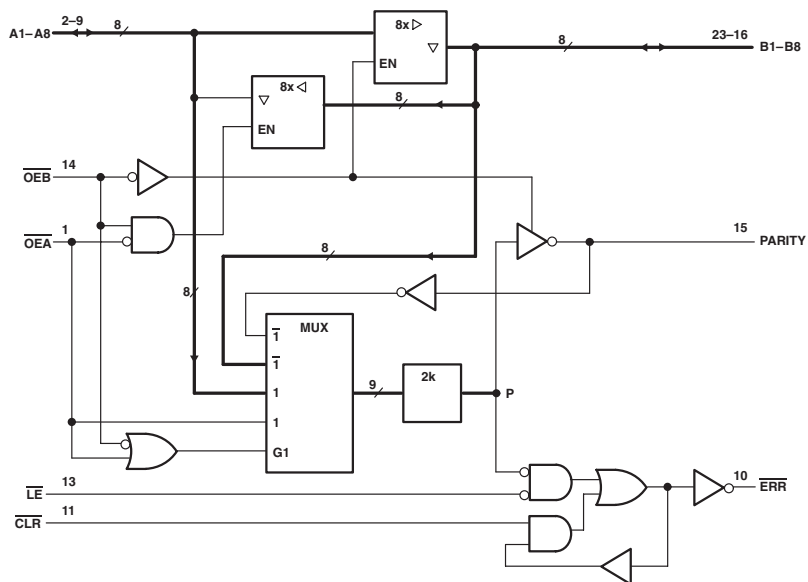 A1–A8 2–9 8 8x 23–16
EN 8 B1–B8
8x
8
EN
OEB 14
OEA 1
15 PARITY
8
8
MUX
1
1
1
1
G1
9
2k
P
LE 13
CLR 11
10 ERR